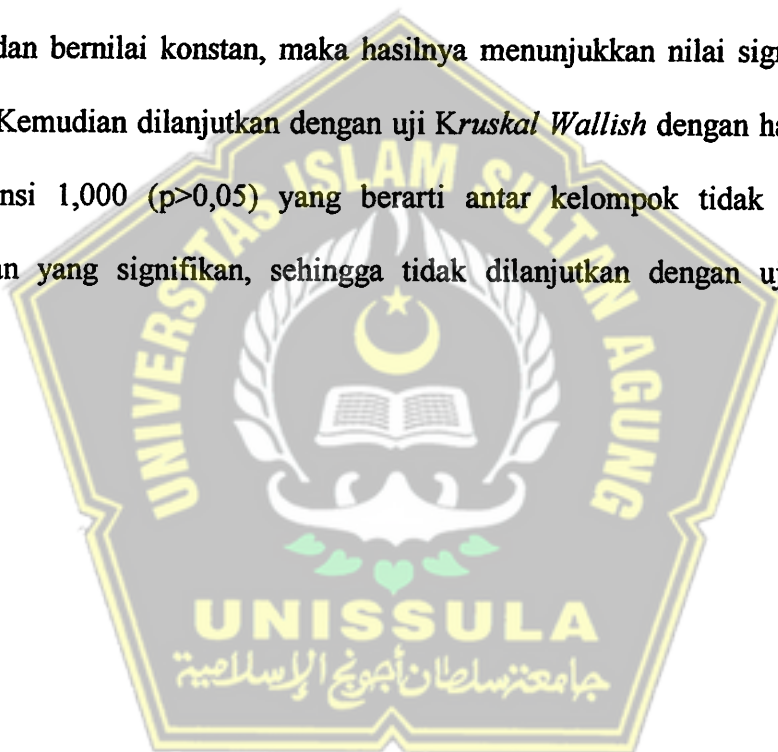 dan bernilai konstan, maka hasilnya menunjukkan nilai sig
Kemudian dilanjutkan dengan uji Kruskal Wallish dengan ha
nsi 1,000 (p>0,05) yang berarti antar kelompok tidak
n yang signifikan, sehingga tidak dilanjutkan dengan uj
UNIVERSITAS ISLAM SULTAN AGUNG
UNISSULA
جامعتسلطان أجونج الإسلامية